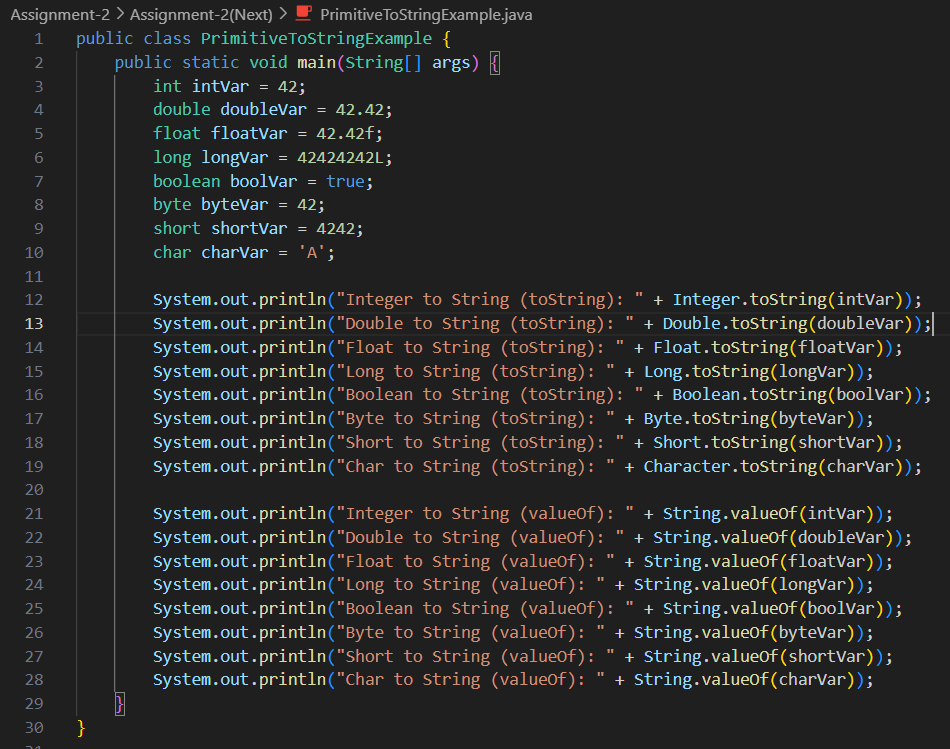 Assignment-2 > Assignment-2(Next) > PrimitiveToStringExample.java
1 public class PrimitiveToStringExample {
2     public static void main(String[] args) {
3         int intVar = 42;
4         double doubleVar = 42.42;
5         float floatVar = 42.42f;
6         long longVar = 42424242L;
7         boolean boolVar = true;
8         byte byteVar = 42;
9         short shortVar = 4242;
10         char charVar = 'A';
11
12         System.out.println("Integer to String (toString): " + Integer.toString(intVar));
13         System.out.println("Double to String (toString): " + Double.toString(doubleVar));
14         System.out.println("Float to String (toString): " + Float.toString(floatVar));
15         System.out.println("Long to String (toString): " + Long.toString(longVar));
16         System.out.println("Boolean to String (toString): " + Boolean.toString(boolVar));
17         System.out.println("Byte to String (toString): " + Byte.toString(byteVar));
18         System.out.println("Short to String (toString): " + Short.toString(shortVar));
19         System.out.println("Char to String (toString): " + Character.toString(charVar));
20
21         System.out.println("Integer to String (valueOf): " + String.valueOf(intVar));
22         System.out.println("Double to String (valueOf): " + String.valueOf(doubleVar));
23         System.out.println("Float to String (valueOf): " + String.valueOf(floatVar));
24         System.out.println("Long to String (valueOf): " + String.valueOf(longVar));
25         System.out.println("Boolean to String (valueOf): " + String.valueOf(boolVar));
26         System.out.println("Byte to String (valueOf): " + String.valueOf(byteVar));
27         System.out.println("Short to String (valueOf): " + String.valueOf(shortVar));
28         System.out.println("Char to String (valueOf): " + String.valueOf(charVar));
29     }
30 }